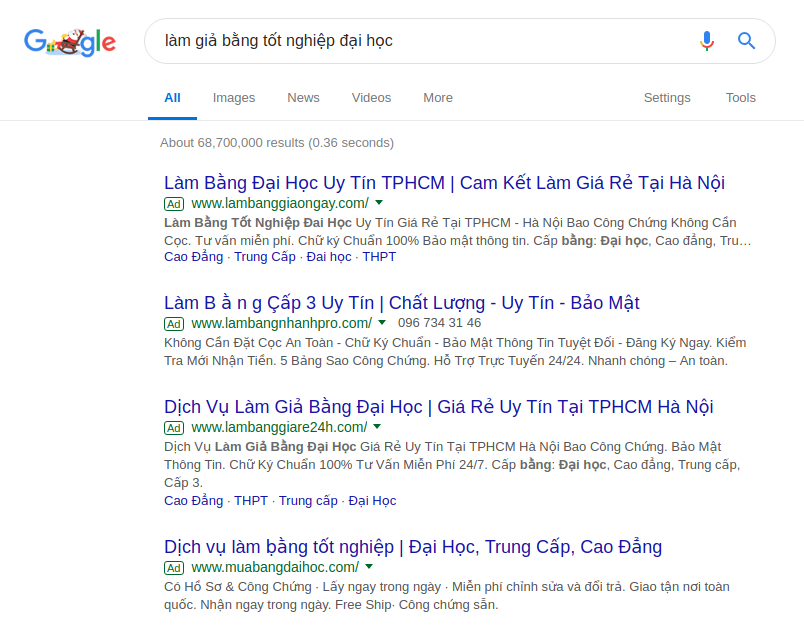 Google
làm giả bằng tốt nghiệp đại học
All Images News Videos More Settings Tools
About 68,700,000 results (0.36 seconds)
Làm Bằng Đại Học Uy Tín TPHCM | Cam Kết Làm Giá Rẻ Tại Hà Nội
Ad www.lambanggiaongay.com/
Làm Bằng Tốt Nghiệp Đai Học Uy Tín Giá Rẻ Tại TPHCM - Hà Nội Bao Công Chứng Không Cần
Cọc. Tư vấn miễn phí. Chữ ký Chuẩn 100% Bảo mật thông tin. Cấp bằng: Đại học, Cao đẳng, Tru…
Cao Đẳng · Trung Cấp · Đai học · THPT
Làm B ằ n g Çấp 3 Uy Tín | Chất Lượng - Uy Tín - Bảo Mật
Ad www.lambangnhanhpro.com/ 096 734 31 46
Không Cần Đặt Cọc An Toàn - Chữ Ký Chuẩn - Bảo Mật Thông Tin Tuyệt Đối - Đăng Ký Ngay. Kiểm
Tra Mới Nhận Tiền. 5 Bảng Sao Công Chứng. Hỗ Trợ Trực Tuyến 24/24. Nhanh chóng – An toàn.
Dịch Vụ Làm Giả Bằng Đại Học | Giá Rẻ Uy Tín Tại TPHCM Hà Nội
Ad www.lambanggiare24h.com/
Dịch Vụ Làm Giả Bằng Đại Học Giá Rẻ Uy Tín Tại TPHCM Hà Nội Bao Công Chứng. Bảo Mật
Thông Tin. Chữ Ký Chuẩn 100% Tư Vấn Miễn Phí 24/7. Cấp bằng: Đại học, Cao đẳng, Trung cấp,
Cấp 3.
Cao Đẳng · THPT · Trung cấp · Đại Học
Dịch vụ làm bằng tốt nghiệp | Đại Học, Trung Cấp, Cao Đẳng
Ad www.muabangdaihoc.com/
Có Hồ Sơ & Công Chứng · Lấy ngay trong ngày · Miễn phí chỉnh sửa và đổi trả. Giao tận nơi toàn
quốc. Nhận ngay trong ngày. Free Ship· Công chứng sẵn.